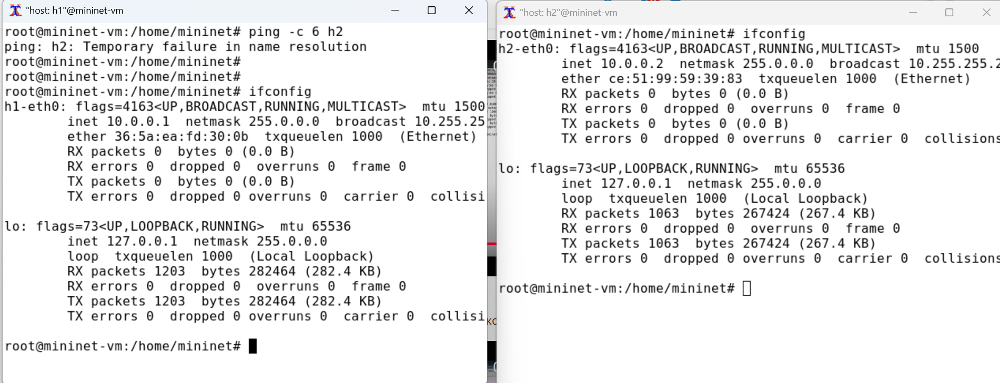 "host: h1"@mininet-vm
root@mininet-vm:/home/mininet# ping -c 6 h2
ping: h2: Temporary failure in name resolution
root@mininet-vm:/home/mininet#
root@mininet-vm:/home/mininet#
root@mininet-vm:/home/mininet# ifconfig
h1-eth0: flags=4163<UP,BROADCAST,RUNNING,MULTICAST>  mtu 1500
        inet 10.0.0.1  netmask 255.0.0.0  broadcast 10.255.25
        ether 36:5a:ea:fd:30:0b  txqueuelen 1000  (Ethernet)
        RX packets 0  bytes 0 (0.0 B)
        RX errors 0  dropped 0  overruns 0  frame 0
        TX packets 0  bytes 0 (0.0 B)
        TX errors 0  dropped 0 overruns 0  carrier 0  collisi
lo: flags=73<UP,LOOPBACK,RUNNING>  mtu 65536
        inet 127.0.0.1  netmask 255.0.0.0
        loop  txqueuelen 1000  (Local Loopback)
        RX packets 1203  bytes 282464 (282.4 KB)
        RX errors 0  dropped 0  overruns 0  frame 0
        TX packets 1203  bytes 282464 (282.4 KB)
        TX errors 0  dropped 0 overruns 0  carrier 0  collisi
root@mininet-vm:/home/mininet#
"host: h2"@mininet-vm
root@mininet-vm:/home/mininet# ifconfig
h2-eth0: flags=4163<UP,BROADCAST,RUNNING,MULTICAST>  mtu 1500
        inet 10.0.0.2  netmask 255.0.0.0  broadcast 10.255.255.2
        ether ce:51:99:59:39:83  txqueuelen 1000  (Ethernet)
        RX packets 0  bytes 0 (0.0 B)
        RX errors 0  dropped 0  overruns 0  frame 0
        TX packets 0  bytes 0 (0.0 B)
        TX errors 0  dropped 0 overruns 0  carrier 0  collisions
lo: flags=73<UP,LOOPBACK,RUNNING>  mtu 65536
        inet 127.0.0.1  netmask 255.0.0.0
        loop  txqueuelen 1000  (Local Loopback)
        RX packets 1063  bytes 267424 (267.4 KB)
        RX errors 0  dropped 0  overruns 0  frame 0
        TX packets 1063  bytes 267424 (267.4 KB)
        TX errors 0  dropped 0 overruns 0  carrier 0  collisions
root@mininet-vm:/home/mininet#